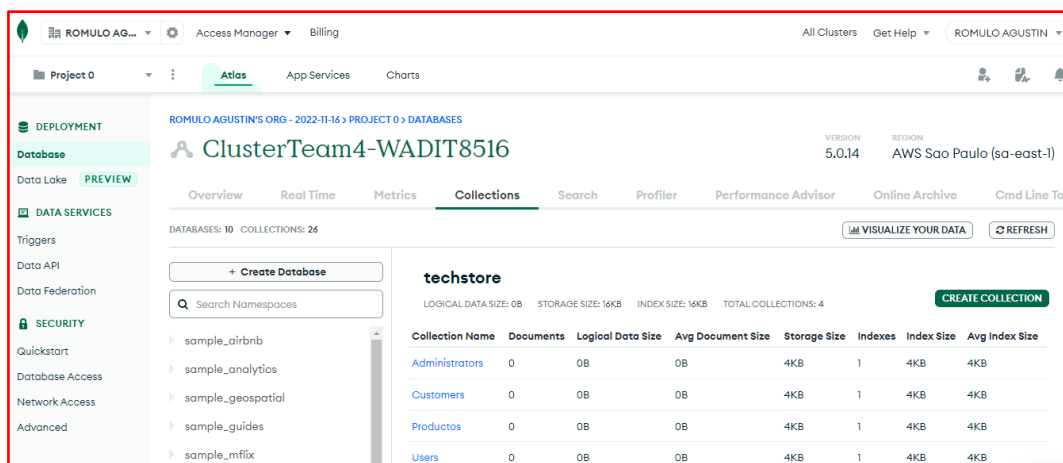 ROMULO AG... Access Manager Billing All Clusters Get Help ROMULO AGUSTIN
Project 0 Atlas App Services Charts
DEPLOYMENT
Database
Data Lake PREVIEW
DATA SERVICES
Triggers
Data API
Data Federation
SECURITY
Quickstart
Database Access
Network Access
Advanced
ROMULO AGUSTIN'S ORG - 2022-11-16 > PROJECT 0 > DATABASES
ClusterTeam4-WADIT8516
VERSION REGION
5.0.14 AWS Sao Paulo (sa-east-1)
Overview Real Time Metrics Collections Search Profiler Performance Advisor Online Archive Cmd Line To
DATABASES: 10 COLLECTIONS: 26
VISUALIZE YOUR DATA REFRESH
+ Create Database
Search Namespaces
sample_airbnb
sample_analytics
sample_geospatial
sample_guides
sample_mflix
techstore
LOGICAL DATA SIZE: 0B STORAGE SIZE: 16KB INDEX SIZE: 16KB TOTAL COLLECTIONS: 4
CREATE COLLECTION
Collection Name Documents Logical Data Size Avg Document Size Storage Size Indexes Index Size Avg Index Size
Administrators 0 0B 0B 4KB 1 4KB 4KB
Customers 0 0B 0B 4KB 1 4KB 4KB
Productos 0 0B 0B 4KB 1 4KB 4KB
Users 0 0B 0B 4KB 1 4KB 4KB